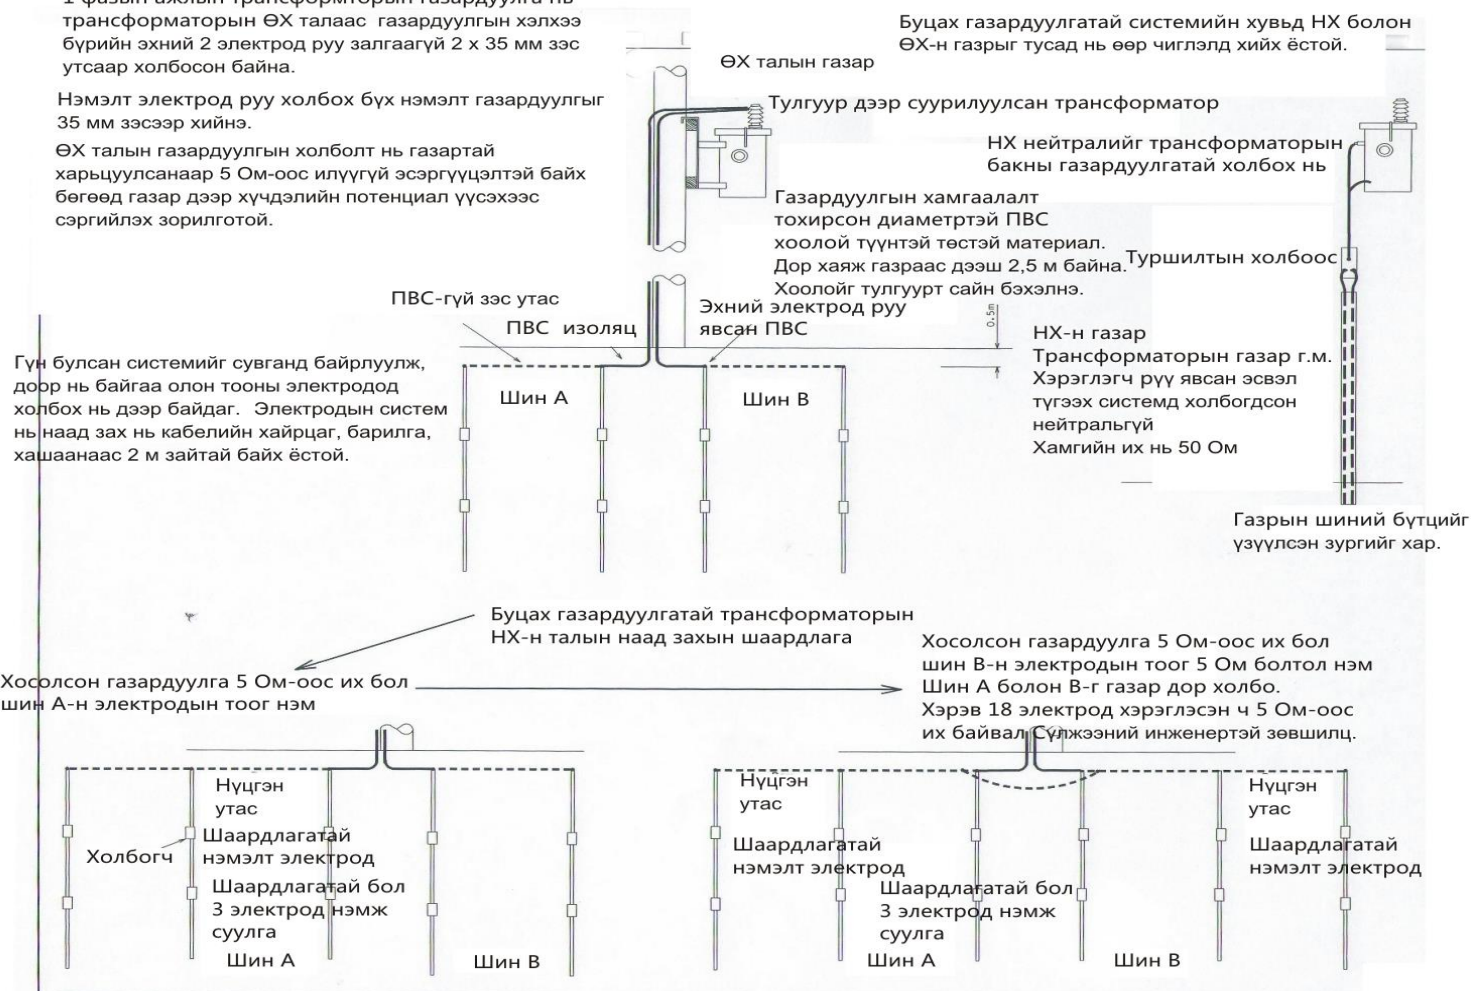 трансформаторын ӨХ талаас газардуулгын хэлхээ
бүрийн эхний 2 электрод руу залгаагүй 2 x 35 мм зэс
утсаар холбосон байна.
Нэмэлт электрод руу холбох бүх нэмэлт газардуулгыг
35 мм зэсээр хийнэ.
ӨХ талын газардуулгын холболт нь газартай
харьцуулсанаар 5 Ом-оос илүүгүй эсэргүүцэлтэй байх
бөгөөд газар дээр хүчдэлийн потенциал үүсэхээс
сэргийлэх зорилготой.
Буцах газардуулгатай системийн хувьд НХ болон
ӨХ-н газрыг тусад нь өөр чиглэлд хийх ёстой.
ӨХ талын газар
Тулгуур дээр суурилуулсан трансформатор
НХ нейтралийг трансформаторын
бакны газардуулгатай холбох нь
Газардуулгын хамгаалалт
тохирсон диаметртэй ПВС
хоолой түүнтэй төстэй материал.
Дор хаяж газраас дээш 2,5 м байна.
Хоолойг тулгуурт сайн бэхэлнэ.
Туршилтын холбоос
ПВС-гүй зэс утас
ПВС изоляц
Эхний электрод руу
явсан ПВС
0.5m
НХ-н газар
Трансформаторын газар г.м.
Хэрэглэгч рүү явсан эсвэл
түгээх системд холбогдсон
нейтральгүй
Хамгийн их нь 50 Ом
Гүн булсан системийг сувганд байрлуулж,
доор нь байгаа олон тооны электродод
холбох нь дээр байдаг. Электродын систем
нь наад зах нь кабелийн хайрцаг, барилга,
хашаанаас 2 м зайтай байх ёстой.
Шин А
Шин В
Газрын шиний бүтцийг
үзүүлсэн зургийг хар.
Буцах газардуулгатай трансформаторын
НХ-н талын наад захын шаардлага
Хосолсон газардуулга 5 Ом-оос их бол
шин А-н электродын тоог нэм
Хосолсон газардуулга 5 Ом-оос их бол
шин В-н электродын тоог 5 Ом болтол нэм
Шин А болон В-г газар дор холбо.
Хэрэв 18 электрод хэрэглэсэн ч 5 Ом-оос
их байвал Сүлжээний инженертэй зөвшилц.
Нүцгэн
утас
Холбогч
Шаардлагатай
нэмэлт электрод
Шаардлагатай бол
3 электрод нэмж
суулга
Шин А
Шин В
Нүцгэн
утас
Шаардлагатай
нэмэлт электрод
Шаардлагатай бол
3 электрод нэмж
суулга
Нүцгэн
утас
Шаардлагатай
нэмэлт электрод
Шин А
Шин В